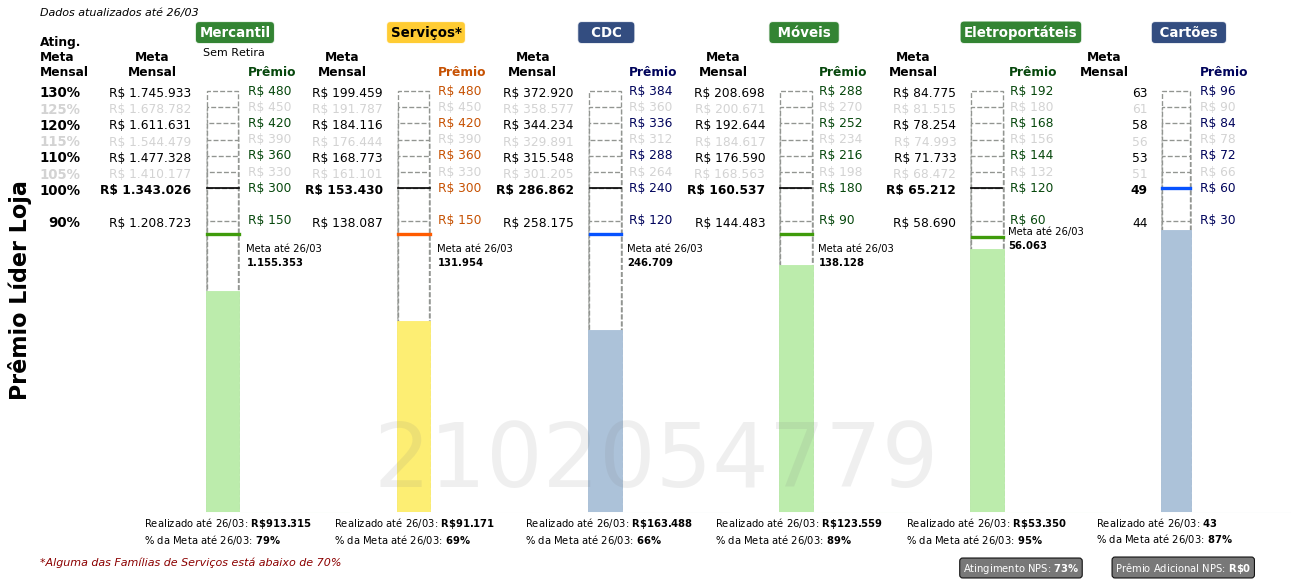 Dados atualizados até 26/03
Mercantil Serviços* CDC Móveis Eletroportáteis Cartões
Sem Retira
Ating. Meta Mensal Meta Mensal Prêmio Meta Mensal Prêmio Meta Mensal Prêmio Meta Mensal Prêmio Meta Mensal Prêmio Meta Mensal Prêmio
130% R$ 1.745.933 R$ 480 R$ 199.459 R$ 480 R$ 372.920 R$ 384 R$ 208.698 R$ 288 R$ 84.775 R$ 192 63 R$ 96
125% R$ 1.678.782 R$ 450 R$ 191.787 R$ 450 R$ 358.577 R$ 360 R$ 200.671 R$ 270 R$ 81.515 R$ 180 61 R$ 90
120% R$ 1.611.631 R$ 420 R$ 184.116 R$ 420 R$ 344.234 R$ 336 R$ 192.644 R$ 252 R$ 78.254 R$ 168 58 R$ 84
115% R$ 1.544.479 R$ 390 R$ 176.444 R$ 390 R$ 329.891 R$ 312 R$ 184.617 R$ 234 R$ 74.993 R$ 156 56 R$ 78
110% R$ 1.477.328 R$ 360 R$ 168.773 R$ 360 R$ 315.548 R$ 288 R$ 176.590 R$ 216 R$ 71.733 R$ 144 53 R$ 72
105% R$ 1.410.177 R$ 330 R$ 161.101 R$ 330 R$ 301.205 R$ 264 R$ 168.563 R$ 198 R$ 68.472 R$ 132 51 R$ 66
100% R$ 1.343.026 R$ 300 R$ 153.430 R$ 300 R$ 286.862 R$ 240 R$ 160.537 R$ 180 R$ 65.212 R$ 120 49 R$ 60
90% R$ 1.208.723 R$ 150 R$ 138.087 R$ 150 R$ 258.175 R$ 120 R$ 144.483 R$ 90 R$ 58.690 R$ 60 44 R$ 30
Meta até 26/03 Meta até 26/03 Meta até 26/03 Meta até 26/03 Meta até 26/03
1.155.353 131.954 246.709 138.128 56.063
Prêmio Líder Loja
2102054779
Realizado até 26/03: R$913.315 Realizado até 26/03: R$91.171 Realizado até 26/03: R$163.488 Realizado até 26/03: R$123.559 Realizado até 26/03: R$53.350 Realizado até 26/03: 43
% da Meta até 26/03: 79% % da Meta até 26/03: 69% % da Meta até 26/03: 66% % da Meta até 26/03: 89% % da Meta até 26/03: 95% % da Meta até 26/03: 87%
*Alguma das Famílias de Serviços está abaixo de 70%
Atingimento NPS: 73% Prêmio Adicional NPS: R$0